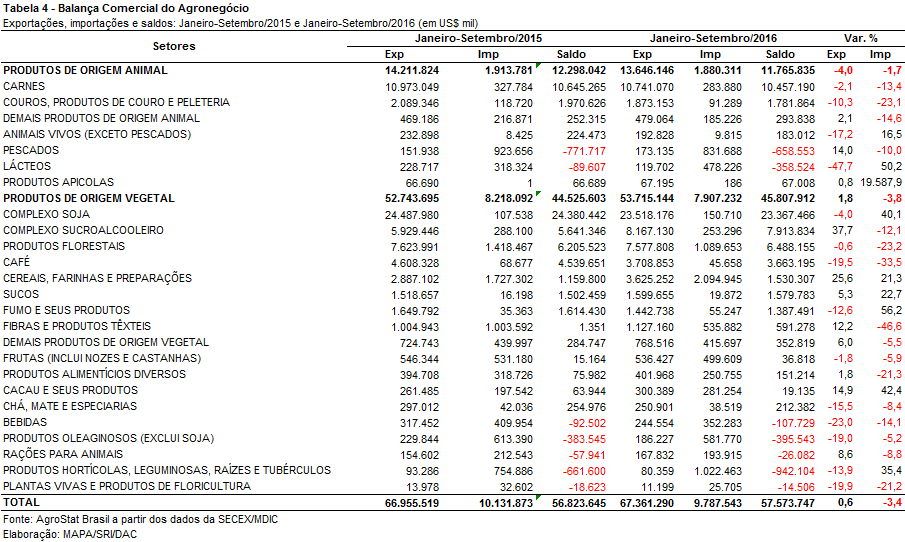 Tabela 4 - Balança Comercial do Agronegócio
Exportações, importações e saldos: Janeiro-Setembro/2015 e Janeiro-Setembro/2016 (em US$ mil)
Setores Janeiro-Setembro/2015 Janeiro-Setembro/2016 Var. %
Exp Imp Saldo Exp Imp Saldo Exp Imp
PRODUTOS DE ORIGEM ANIMAL 14.211.824 1.913.781 12.298.042 13.646.146 1.880.311 11.765.835 -4,0 -1,7
CARNES 10.973.049 327.784 10.645.265 10.741.070 283.880 10.457.190 -2,1 -13,4
COUROS, PRODUTOS DE COURO E PELETERIA 2.089.346 118.720 1.970.626 1.873.153 91.289 1.781.864 -10,3 -23,1
DEMAIS PRODUTOS DE ORIGEM ANIMAL 469.186 216.871 252.315 479.064 185.226 293.838 2,1 -14,6
ANIMAIS VIVOS (EXCETO PESCADOS) 232.898 8.425 224.473 192.828 9.815 183.012 -17,2 16,5
PESCADOS 151.938 923.656 -771.717 173.135 831.688 -658.553 14,0 -10,0
LÁCTEOS 228.717 318.324 -89.607 119.702 478.226 -358.524 -47,7 50,2
PRODUTOS APICOLAS 66.690 1 66.689 67.195 186 67.008 0,8 19.587,9
PRODUTOS DE ORIGEM VEGETAL 52.743.695 8.218.092 44.525.603 53.715.144 7.907.232 45.807.912 1,8 -3,8
COMPLEXO SOJA 24.487.980 107.538 24.380.442 23.518.176 150.710 23.367.466 -4,0 40,1
COMPLEXO SUCROALCOOLEIRO 5.929.446 288.100 5.641.346 8.167.130 253.296 7.913.834 37,7 -12,1
PRODUTOS FLORESTAIS 7.623.991 1.418.467 6.205.523 7.577.808 1.089.653 6.488.155 -0,6 -23,2
CAFÉ 4.608.328 68.677 4.539.651 3.708.853 45.658 3.663.195 -19,5 -33,5
CEREAIS, FARINHAS E PREPARAÇÕES 2.887.102 1.727.302 1.159.800 3.625.252 2.094.945 1.530.307 25,6 21,3
SUCOS 1.518.657 16.198 1.502.459 1.599.655 19.872 1.579.783 5,3 22,7
FUMO E SEUS PRODUTOS 1.649.792 35.363 1.614.430 1.442.738 55.247 1.387.491 -12,6 56,2
FIBRAS E PRODUTOS TÊXTEIS 1.004.943 1.003.592 1.351 1.127.160 535.882 591.278 12,2 -46,6
DEMAIS PRODUTOS DE ORIGEM VEGETAL 724.743 439.997 284.747 768.516 415.697 352.819 6,0 -5,5
FRUTAS (INCLUI NOZES E CASTANHAS) 546.344 531.180 15.164 536.427 499.609 36.818 -1,8 -5,9
PRODUTOS ALIMENTÍCIOS DIVERSOS 394.708 318.726 75.982 401.968 250.755 151.214 1,8 -21,3
CACAU E SEUS PRODUTOS 261.485 197.542 63.944 300.389 281.254 19.135 14,9 42,4
CHÁ, MATE E ESPECIARIAS 297.012 42.036 254.976 250.901 38.519 212.382 -15,5 -8,4
BEBIDAS 317.452 409.954 -92.502 244.554 352.283 -107.729 -23,0 -14,1
PRODUTOS OLEAGINOSOS (EXCLUI SOJA) 229.844 613.390 -383.545 186.227 581.770 -395.543 -19,0 -5,2
RAÇÕES PARA ANIMAIS 154.602 212.543 -57.941 167.832 193.915 -26.082 8,6 -8,8
PRODUTOS HORTÍCOLAS, LEGUMINOSAS, RAÍZES E TUBÉRCULOS 93.286 754.886 -661.600 80.359 1.022.463 -942.104 -13,9 35,4
PLANTAS VIVAS E PRODUTOS DE FLORICULTURA 13.978 32.602 -18.623 11.199 25.705 -14.506 -19,9 -21,2
TOTAL 66.955.519 10.131.873 56.823.645 67.361.290 9.787.543 57.573.747 0,6 -3,4
Fonte: AgroStat Brasil a partir dos dados da SECEX/MDIC
Elaboração: MAPA/SRI/DAC